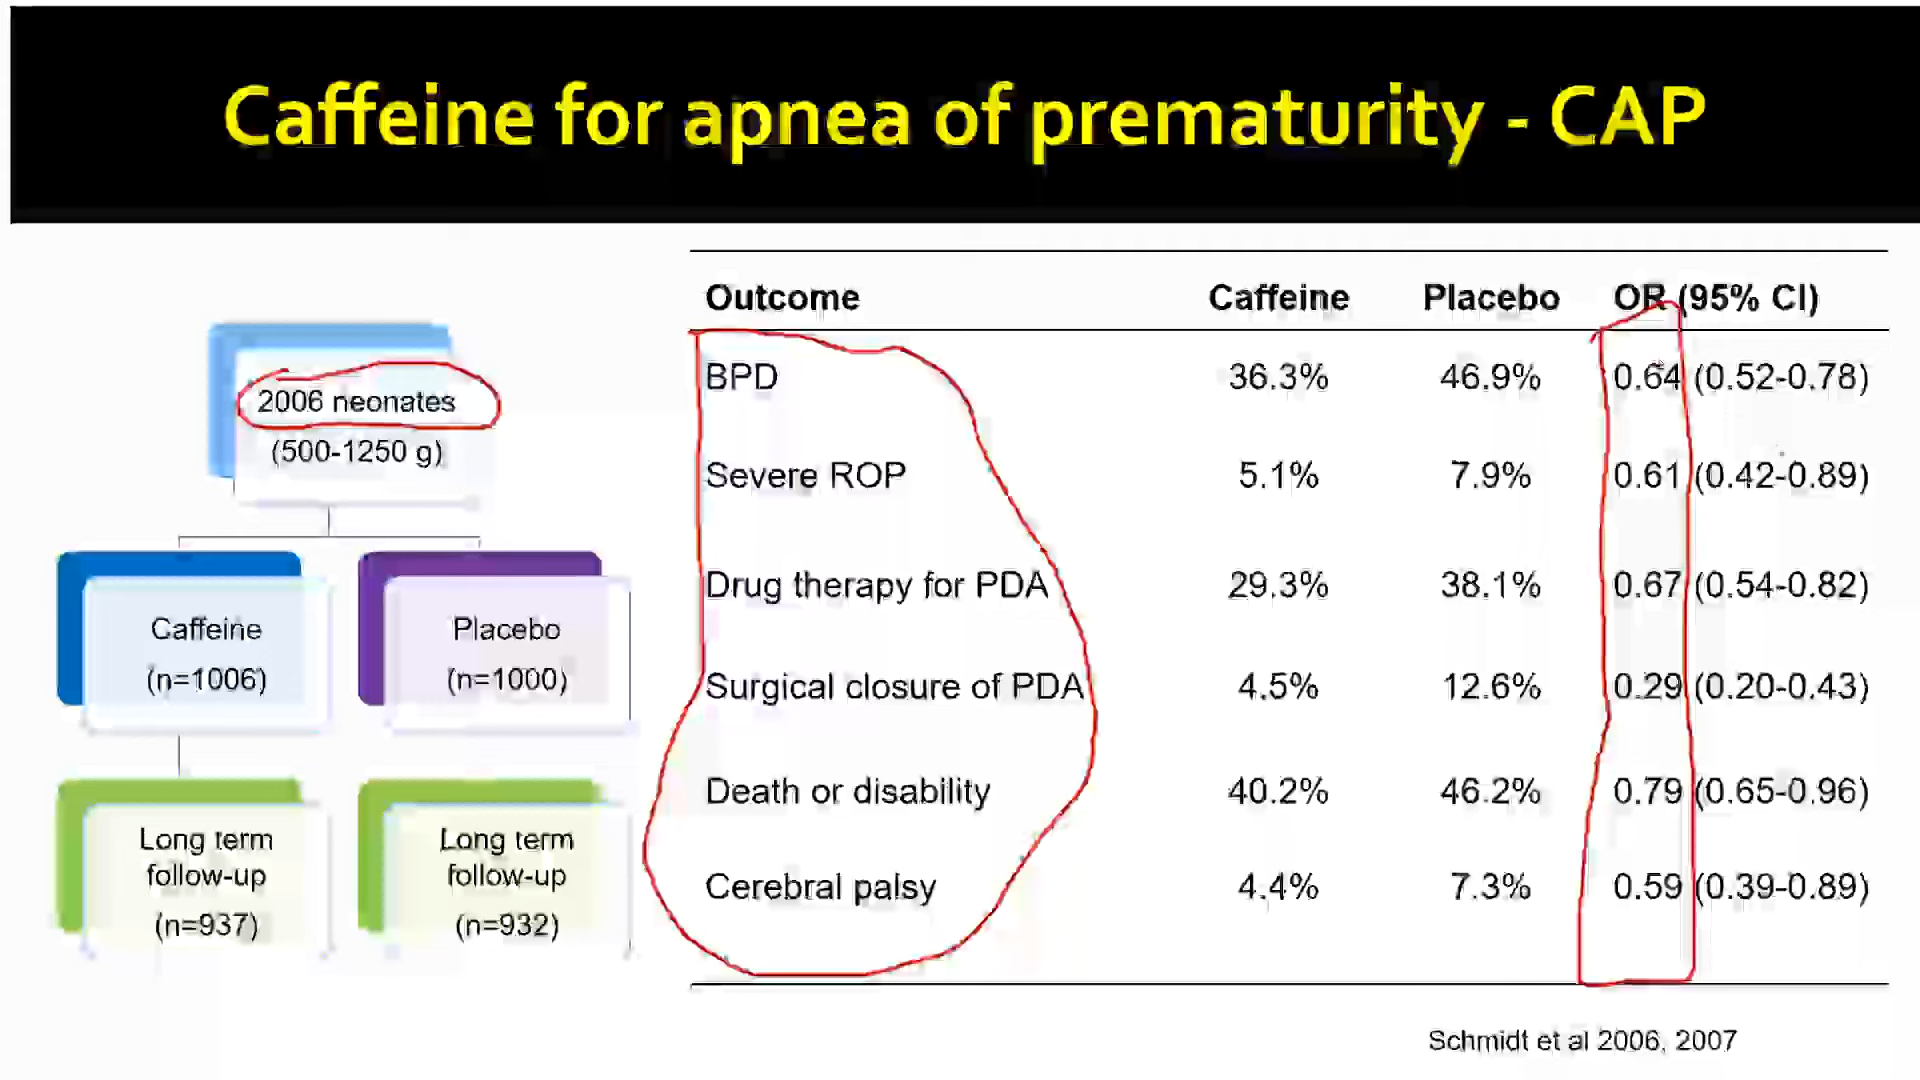 Caffeine for apnea of prematurity - CAP
2006 neonates
(500-1250 g)
Caffeine
(n=1006)
Placebo
(n=1000)
Long term
follow-up
(n=937)
Long term
follow-up
(n=932)
Outcome Caffeine Placebo OR (95% CI)
BPD 36.3% 46.9% 0.64 (0.52-0.78)
Severe ROP 5.1% 7.9% 0.61 (0.42-0.89)
Drug therapy for PDA 29.3% 38.1% 0.67 (0.54-0.82)
Surgical closure of PDA 4.5% 12.6% 0.29 (0.20-0.43)
Death or disability 40.2% 46.2% 0.79 (0.65-0.96)
Cerebral palsy 4.4% 7.3% 0.59 (0.39-0.89)
Schmidt et al 2006, 2007